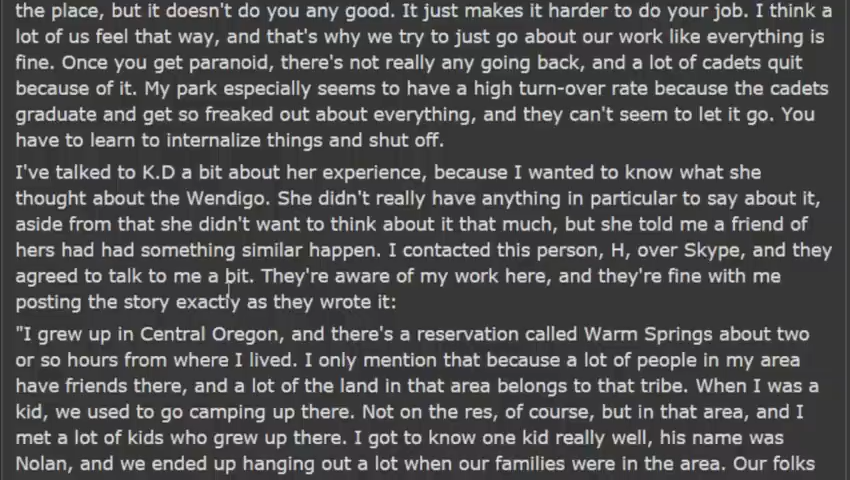 the place, but it doesn't do you any good. It just makes it harder to do your job. I think a
lot of us feel that way, and that's why we try to just go about our work like everything is
fine. Once you get paranoid, there's not really any going back, and a lot of cadets quit
because of it. My park especially seems to have a high turn-over rate because the cadets
graduate and get so freaked out about everything, and they can't seem to let it go. You
have to learn to internalize things and shut off.
I've talked to K.D a bit about her experience, because I wanted to know what she
thought about the Wendigo. She didn't really have anything in particular to say about it,
aside from that she didn't want to think about it that much, but she told me a friend of
hers had had something similar happen. I contacted this person, H, over Skype, and they
agreed to talk to me a bit. They're aware of my work here, and they're fine with me
posting the story exactly as they wrote it:
"I grew up in Central Oregon, and there's a reservation called Warm Springs about two
or so hours from where I lived. I only mention that because a lot of people in my area
have friends there, and a lot of the land in that area belongs to that tribe. When I was a
kid, we used to go camping up there. Not on the res, of course, but in that area, and I
met a lot of kids who grew up there. I got to know one kid really well, his name was
Nolan, and we ended up hanging out a lot when our families were in the area. Our folks